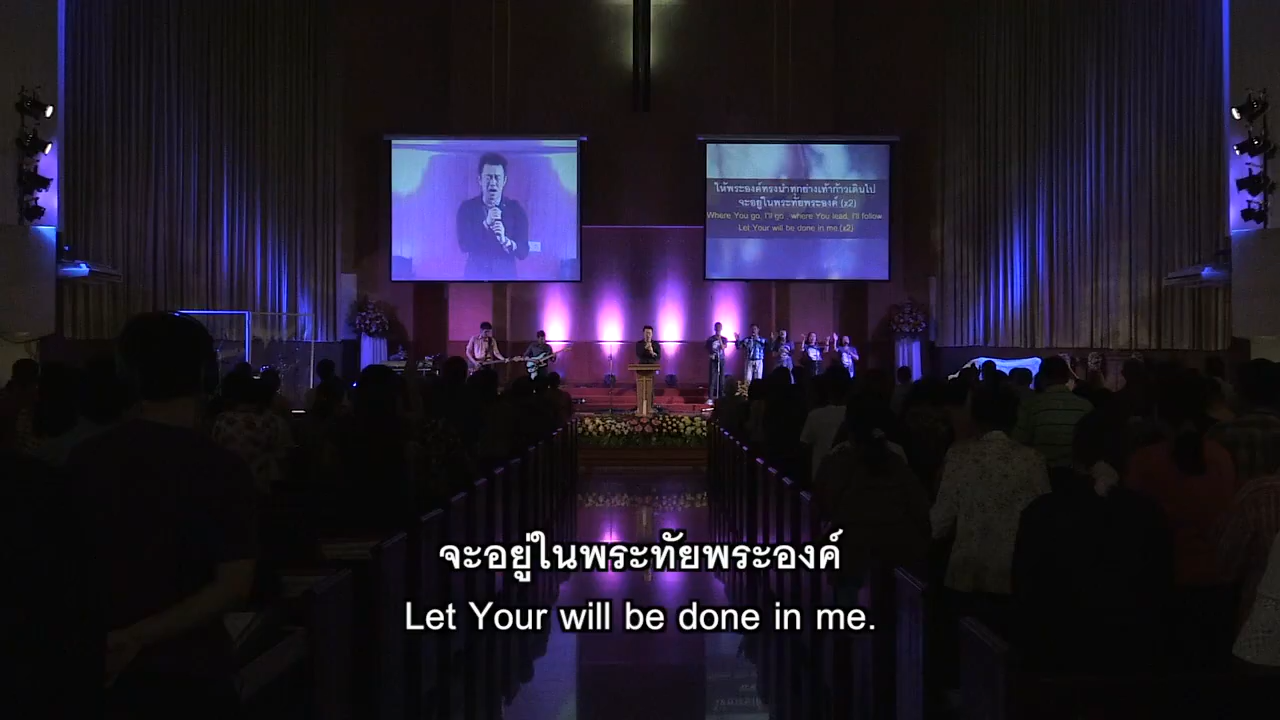 ให้พระองค์ทรงนำทุกย่างเท้าก้าวเดินไป
จะอยู่ในพระทัยพระองค์ (x2)
Where You go, I'll go , where You lead, I'll follow
Let Your will be done in me.(x2)
จะอยู่ในพระทัยพระองค์
Let Your will be done in me.